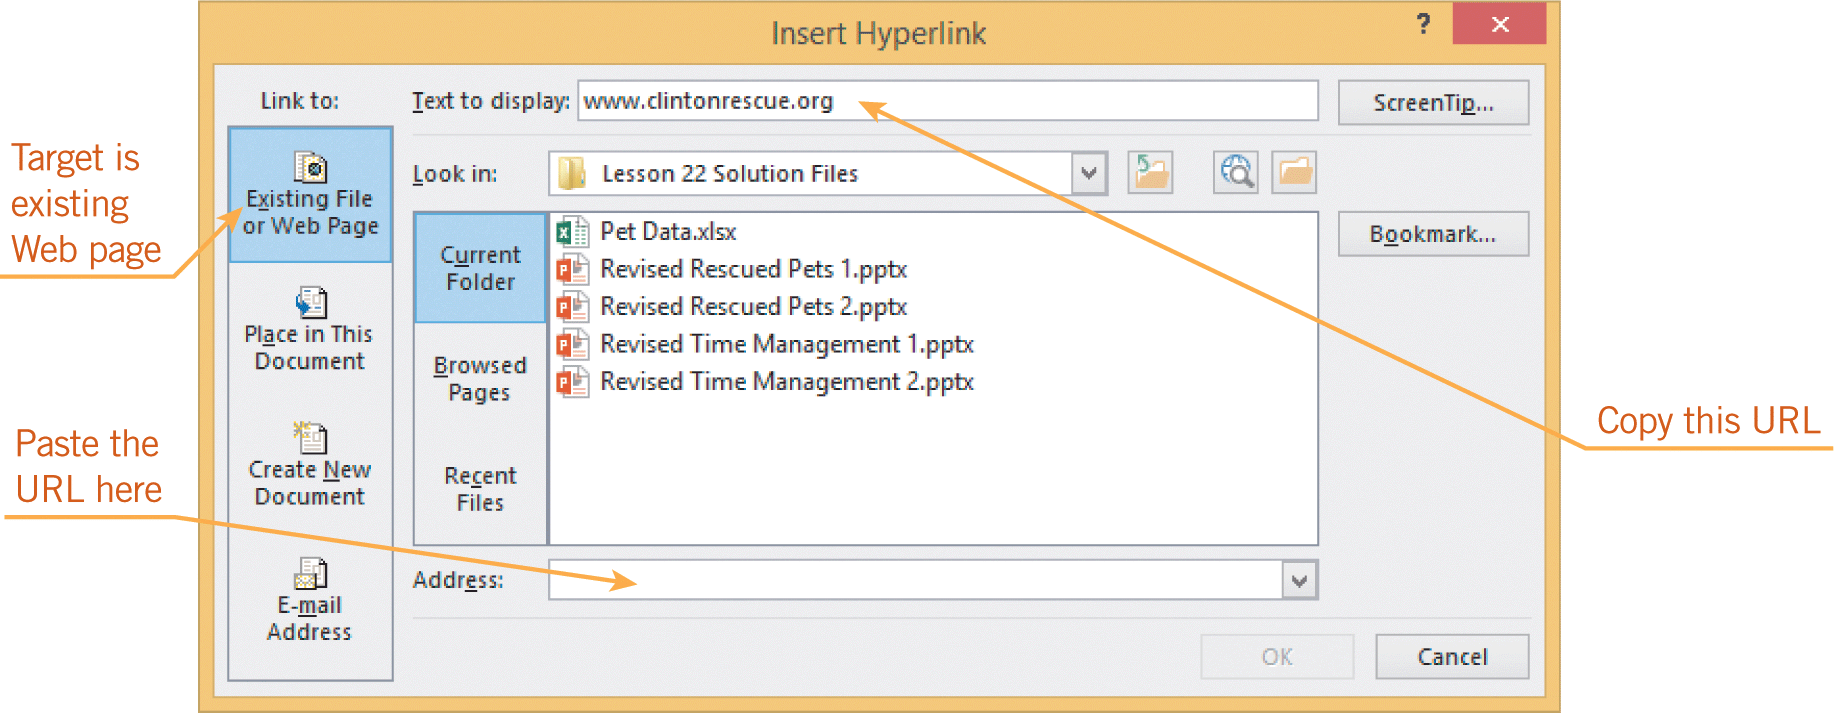 Insert Hyperlink
?
Link to:
Text to display:
www.clintonrescue.org
ScreenTip...
Target is
existing
Web page
Existing File
or Web Page
Look in:
Lesson 22 Solution Files
Bookmark...
Current
Folder
Pet Data.xlsx
Revised Rescued Pets 1.pptx
Revised Rescued Pets 2.pptx
Revised Time Management 1.pptx
Revised Time Management 2.pptx
Place in This
Document
Browsed
Pages
Copy this URL
Paste the
URL here
Create New
Document
Recent
Files
Address:
E-mail
Address
OK
Cancel